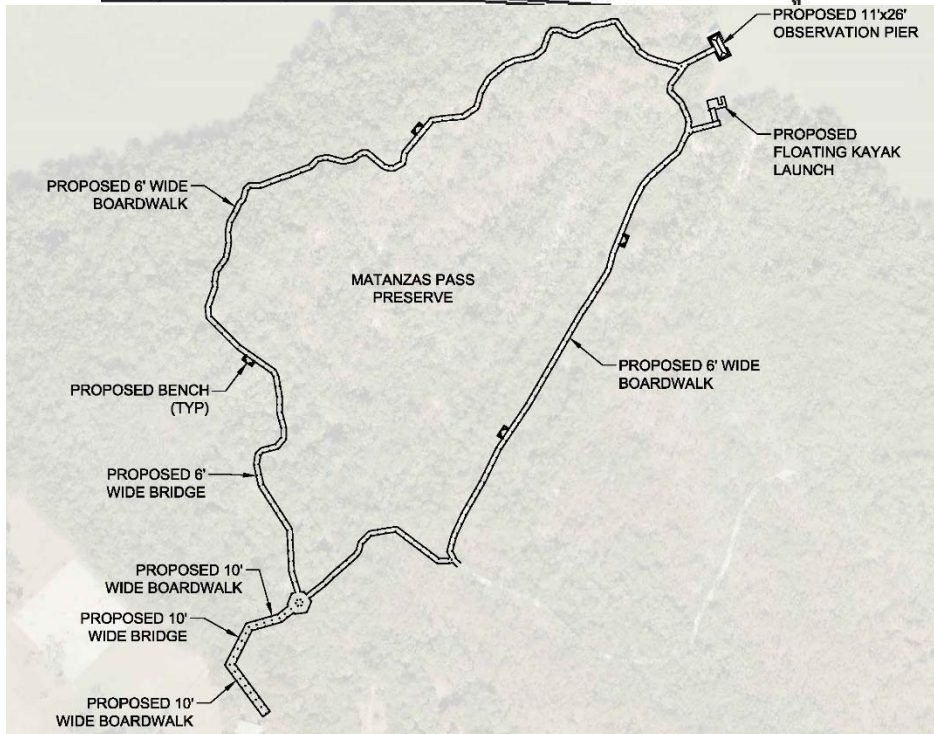 PROPOSED 11'x26'
OBSERVATION PIER
PROPOSED
FLOATING KAYAK
LAUNCH
PROPOSED 6' WIDE
BOARDWALK
MATANZAS PASS
PRESERVE
PROPOSED 6' WIDE
BOARDWALK
PROPOSED BENCH
(TYP)
PROPOSED 6'
WIDE BRIDGE
PROPOSED 10'
WIDE BOARDWALK
PROPOSED 10'
WIDE BRIDGE
PROPOSED 10'
WIDE BOARDWALK